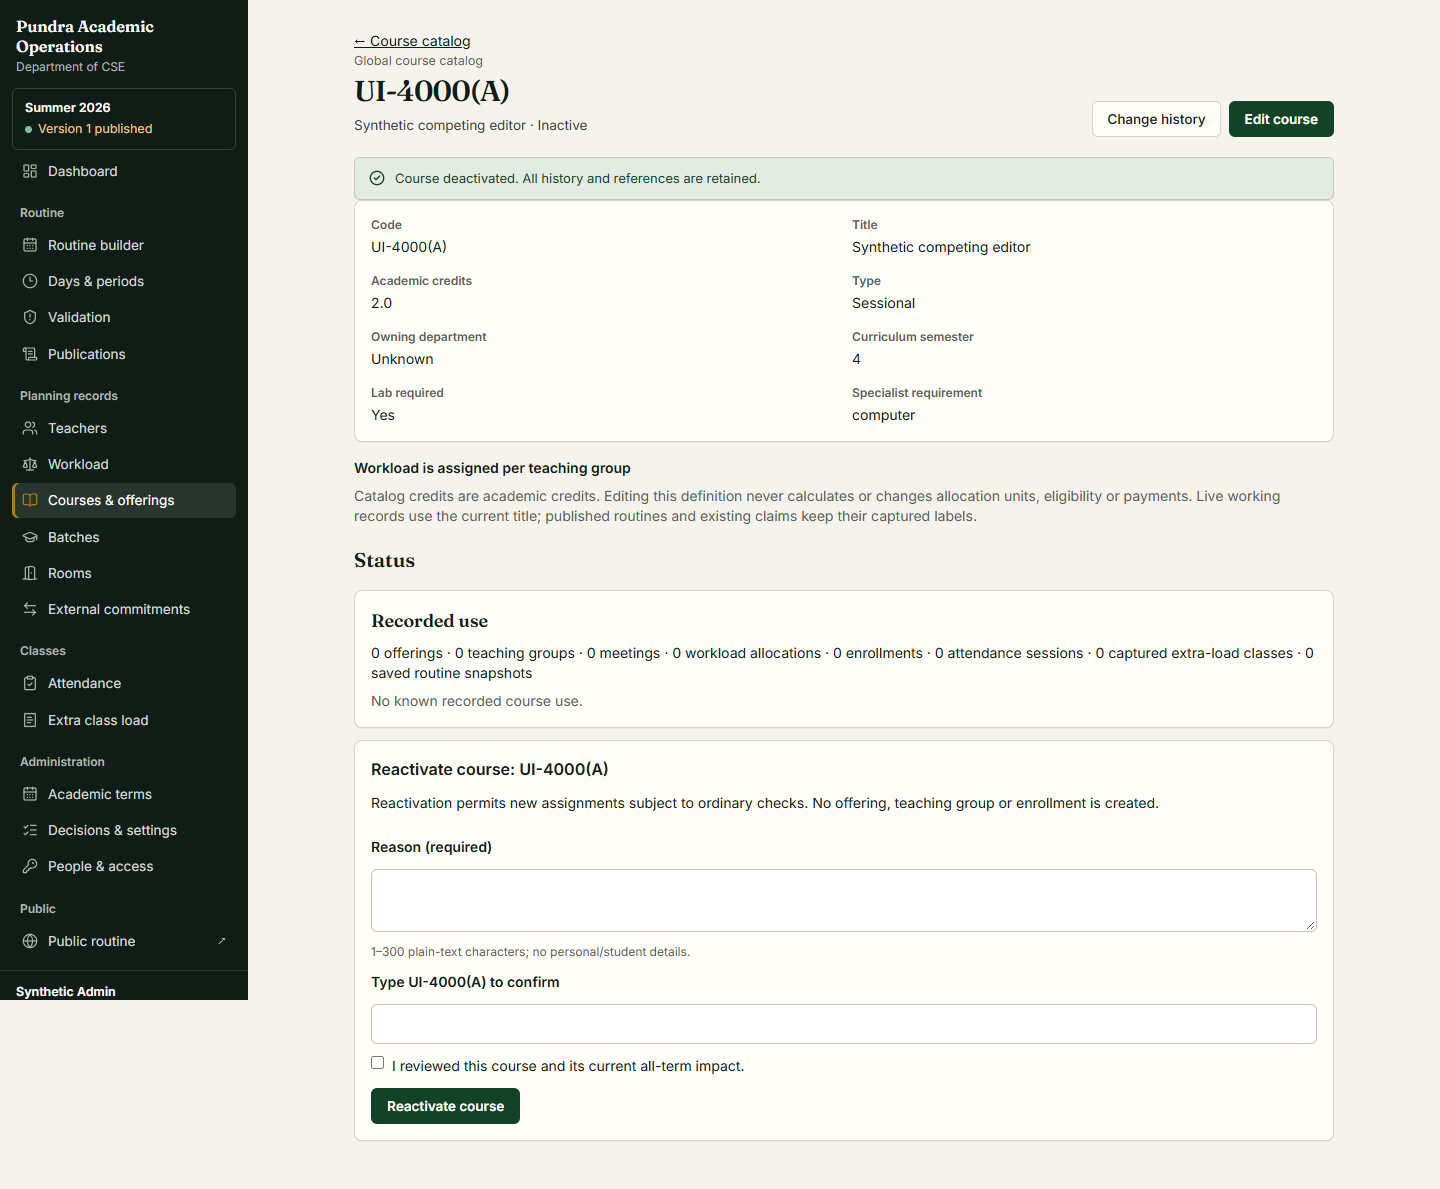 Pundra Academic
Operations
Department of CSE
Summer 2026
Version 1 published
Dashboard
Routine
Routine builder
Days & periods
Validation
Publications
Planning records
Teachers
Workload
Courses & offerings
Batches
Rooms
External commitments
Classes
Attendance
Extra class load
Administration
Academic terms
Decisions & settings
People & access
Public
Public routine ↗
Synthetic Admin
← Course catalog
Global course catalog
UI-4000(A)
Synthetic competing editor · Inactive
Change history
Edit course
Course deactivated. All history and references are retained.
Code
UI-4000(A)
Title
Synthetic competing editor
Academic credits
2.0
Type
Sessional
Owning department
Unknown
Curriculum semester
4
Lab required
Yes
Specialist requirement
computer
Workload is assigned per teaching group
Catalog credits are academic credits. Editing this definition never calculates or changes allocation units, eligibility or payments. Live working
records use the current title; published routines and existing claims keep their captured labels.
Status
Recorded use
0 offerings · 0 teaching groups · 0 meetings · 0 workload allocations · 0 enrollments · 0 attendance sessions · 0 captured extra-load classes · 0
saved routine snapshots
No known recorded course use.
Reactivate course: UI-4000(A)
Reactivation permits new assignments subject to ordinary checks. No offering, teaching group or enrollment is created.
Reason (required)
1–300 plain-text characters; no personal/student details.
Type UI-4000(A) to confirm
I reviewed this course and its current all-term impact.
Reactivate course